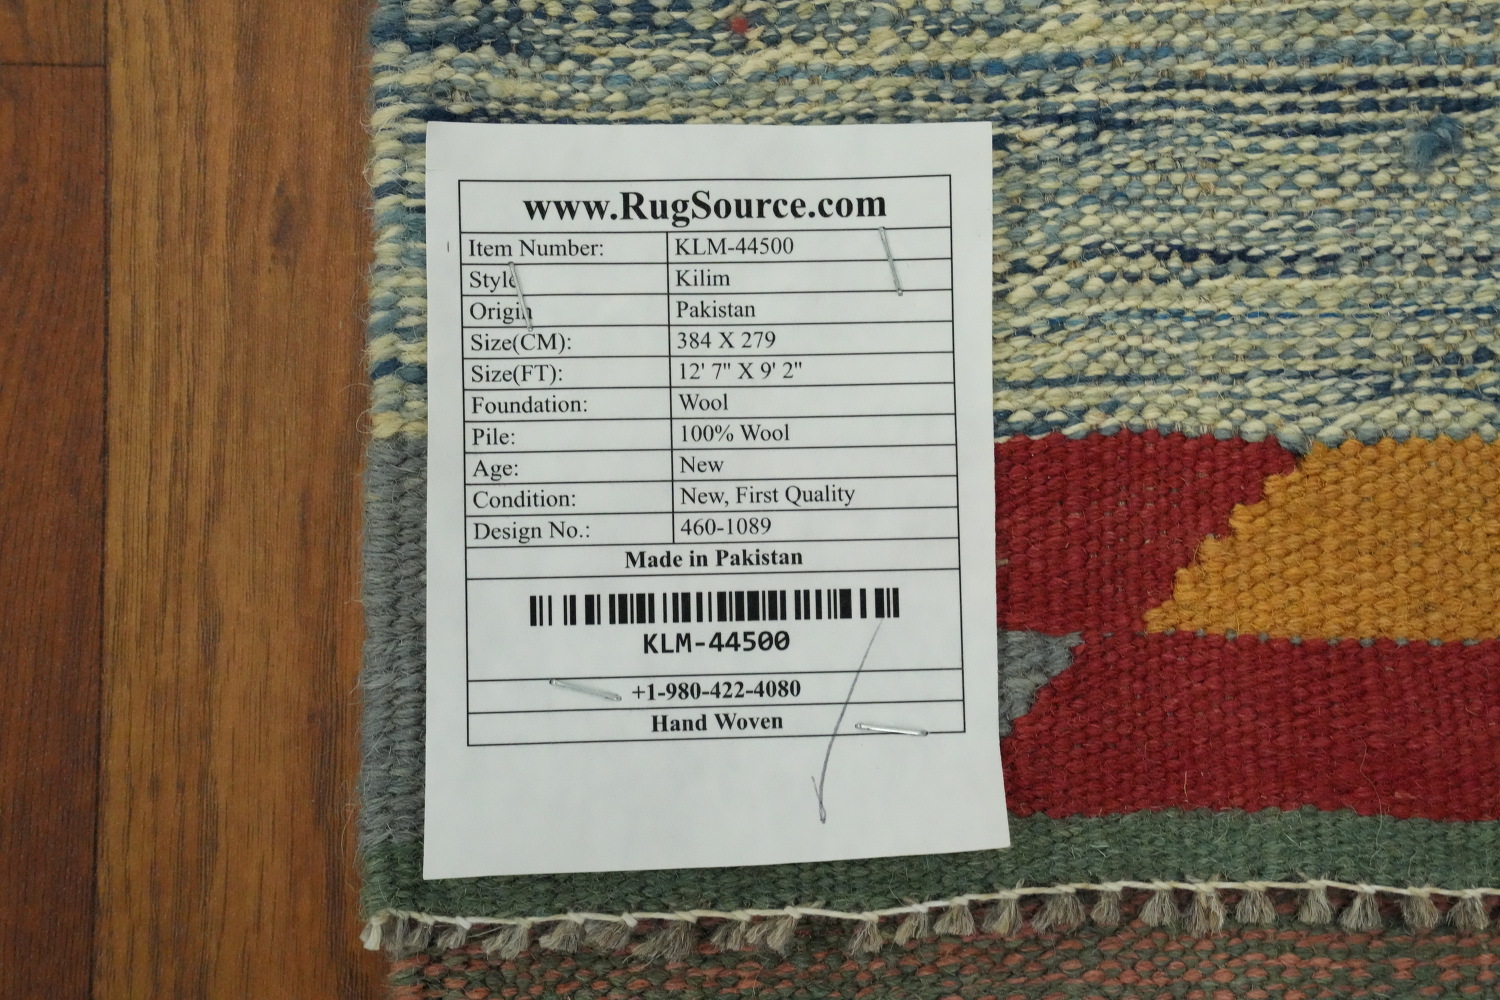 www.RugSource.com
Item Number: KLM-44500
Style Kilim
Origin Pakistan
Size(CM): 384 X 279
Size(FT): 12' 7" X 9' 2"
Foundation: Wool
Pile: 100% Wool
Age: New
Condition: New, First Quality
Design No.: 460-1089
Made in Pakistan
KLM-44500
+1-980-422-4080
Hand Woven